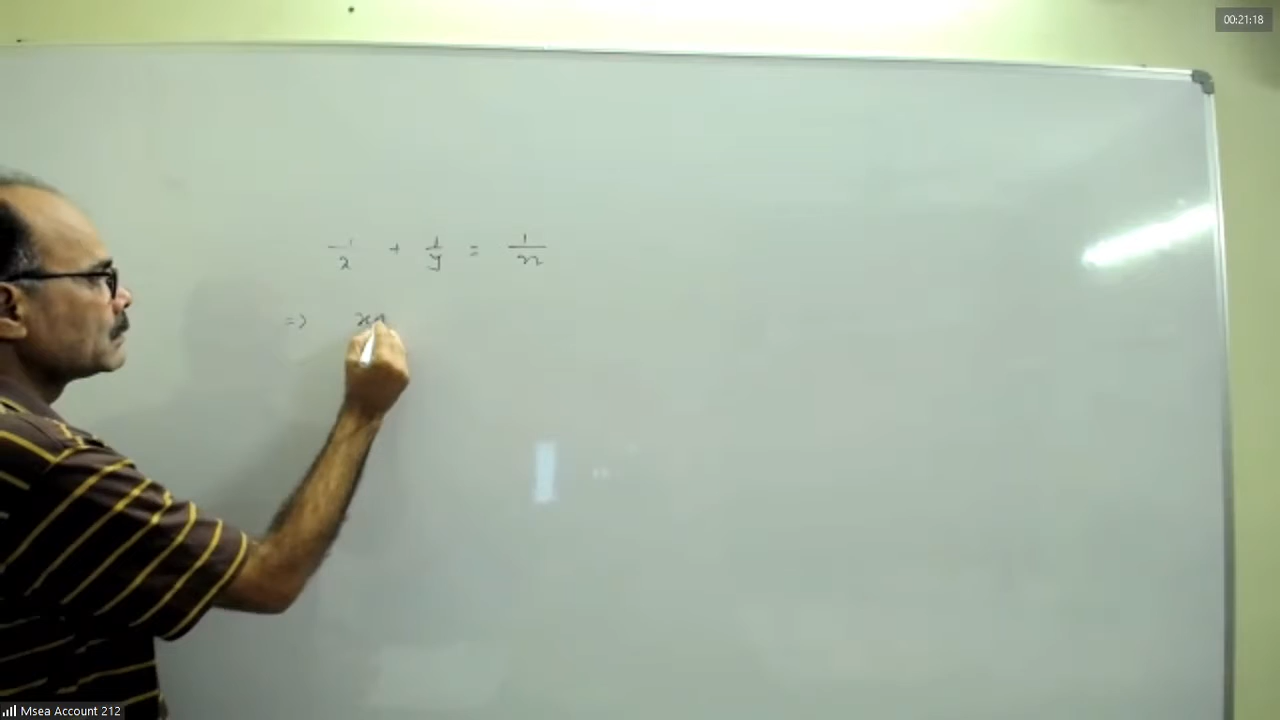 00:21:18
1/x + 1/y = 1/n
=> x
Msea Account 212